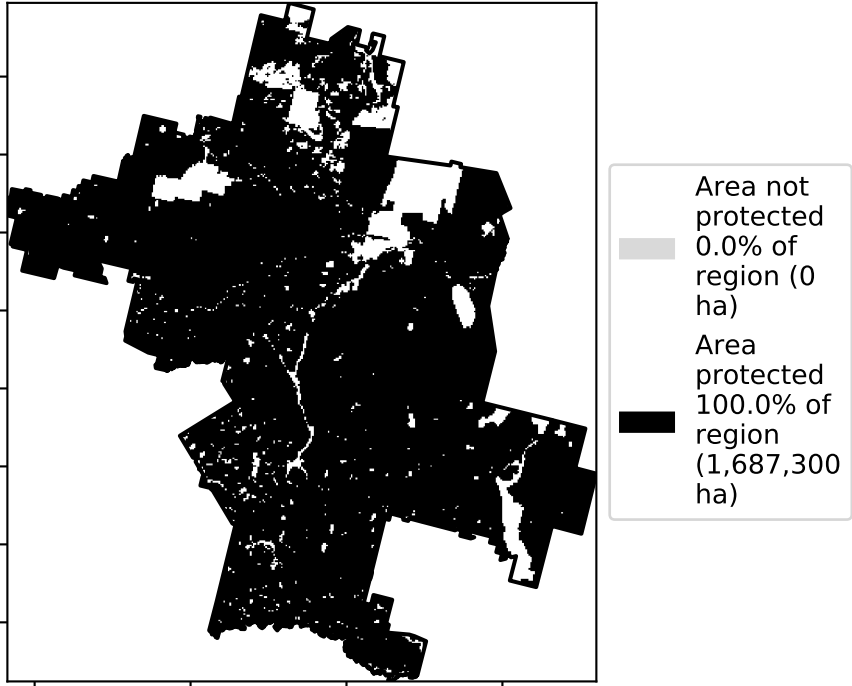 Area not
protected
0.0% of
region (0
ha)
Area
protected
100.0% of
region
(1,687,300
ha)